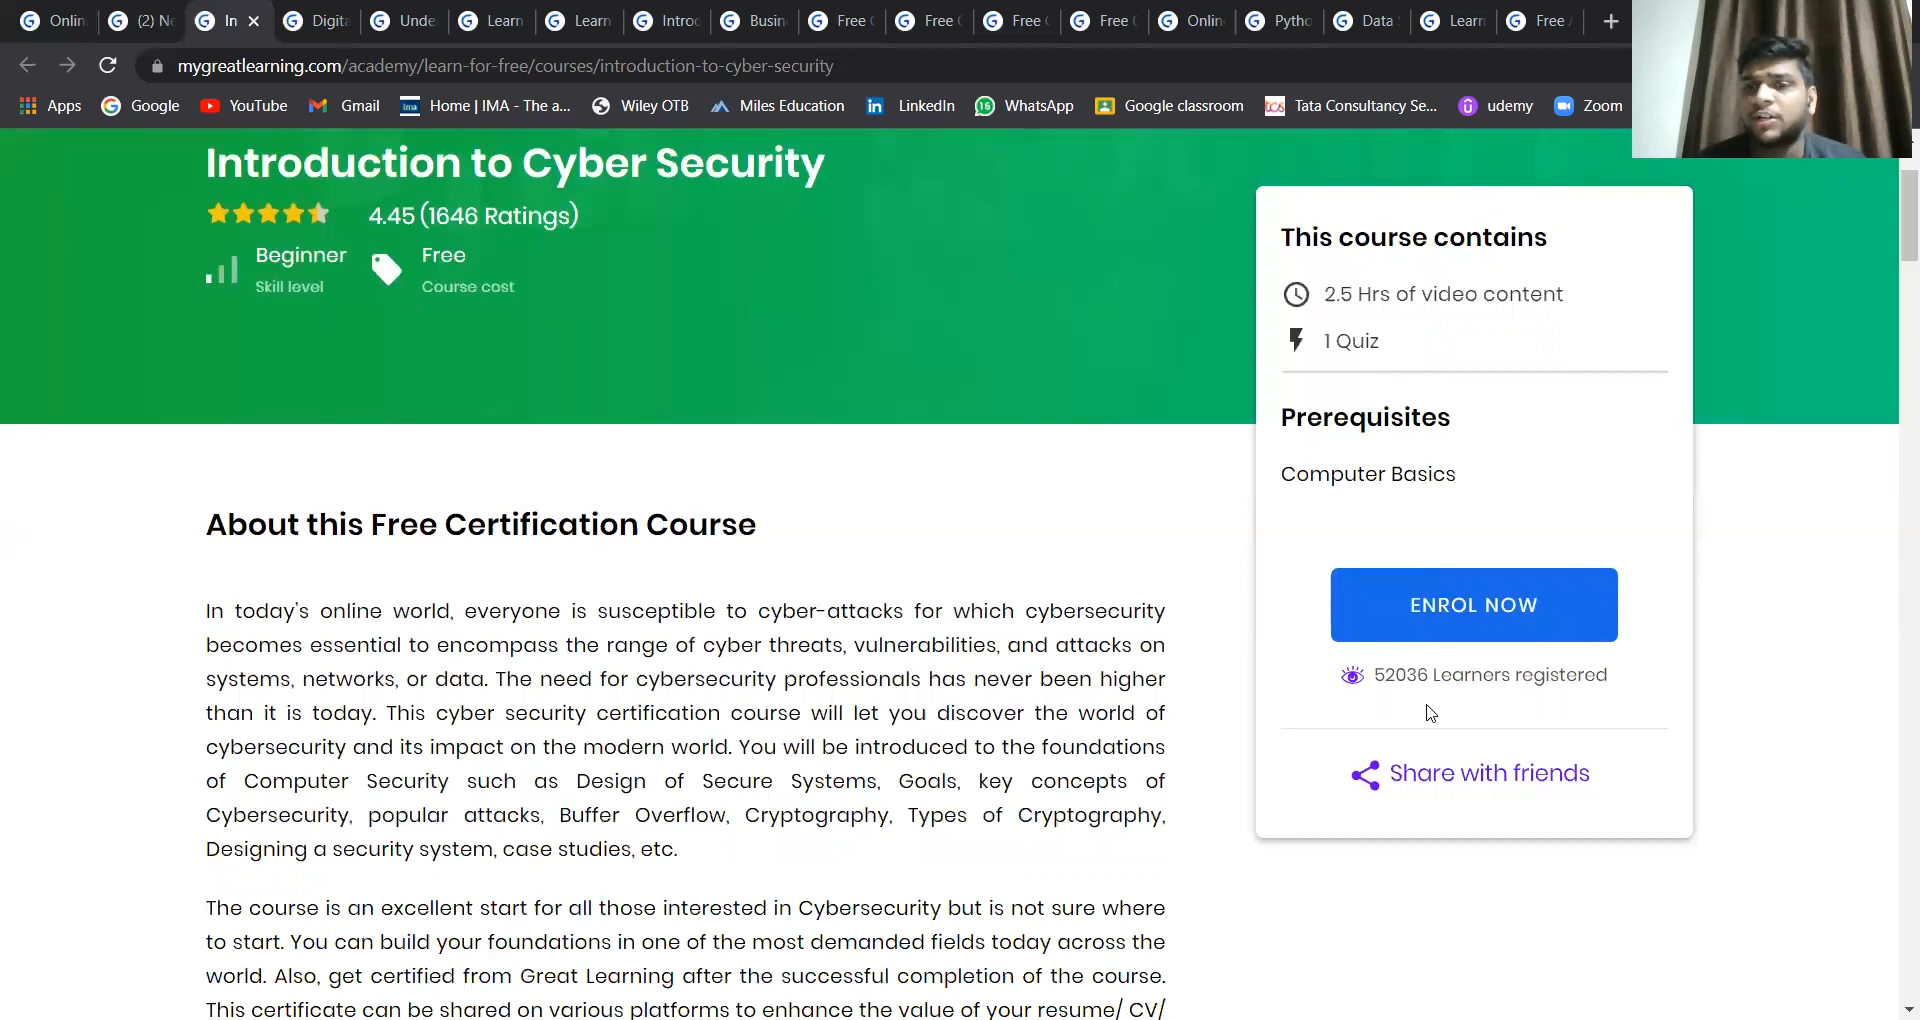 Onlin (2) Ne In Digita Unde Learn Learn Introd Busin Free C Free C Free C Free C Onlin Pytho Data Learn Free
mygreatlearning.com/academy/learn-for-free/courses/introduction-to-cyber-security
Apps Google YouTube Gmail Home | IMA - The a... Wiley OTB Miles Education LinkedIn 16 WhatsApp Google classroom Tata Consultancy Se... udemy Zoom
Introduction to Cyber Security
4.45 (1646 Ratings)
Beginner Free
Skill level Course cost
This course contains
2.5 Hrs of video content
1 Quiz
Prerequisites
Computer Basics
ENROL NOW
52036 Learners registered
Share with friends
About this Free Certification Course
In today's online world, everyone is susceptible to cyber-attacks for which cybersecurity
becomes essential to encompass the range of cyber threats, vulnerabilities, and attacks on
systems, networks, or data. The need for cybersecurity professionals has never been higher
than it is today. This cyber security certification course will let you discover the world of
cybersecurity and its impact on the modern world. You will be introduced to the foundations
of Computer Security such as Design of Secure Systems, Goals, key concepts of
Cybersecurity, popular attacks, Buffer Overflow, Cryptography, Types of Cryptography,
Designing a security system, case studies, etc.
The course is an excellent start for all those interested in Cybersecurity but is not sure where
to start. You can build your foundations in one of the most demanded fields today across the
world. Also, get certified from Great Learning after the successful completion of the course.
This certificate can be shared on various platforms to enhance the value of your resume/ CV/